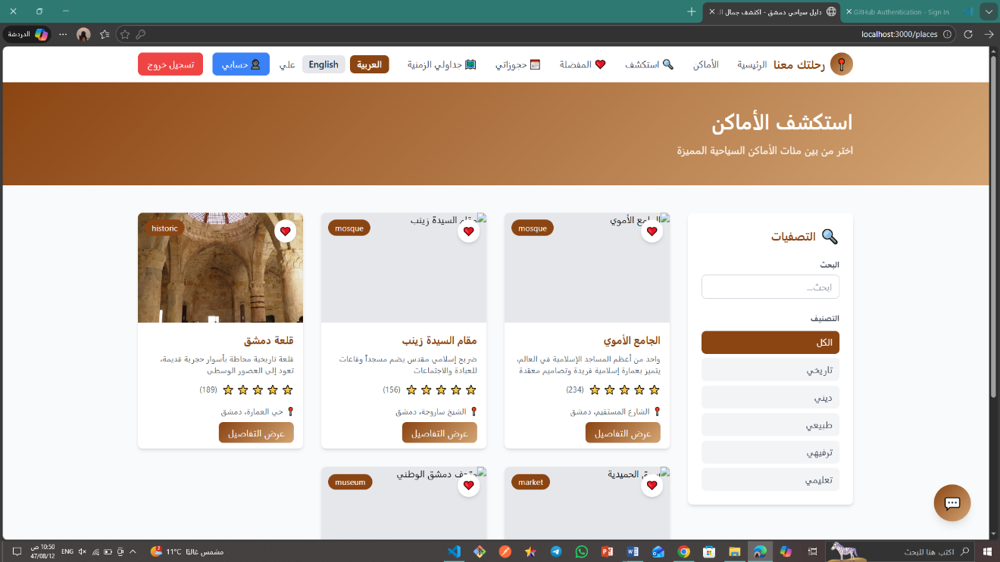 GitHub Authentication - Sign In
دليل سياحي دمشق - اكتشف جمال ال
الدردشة
localhost:3000/places
رحلتك معنا
الرئيسية
الأماكن
استكشف
المفضلة
حجوزاتي
جداولي الزمنية
العربية
English
علي
حسابي
تسجيل خروج
استكشف الأماكن
اختر من بين مئات الأماكن السياحية المميزة
التصفيات
البحث
ابحث...
التصنيف
الكل
تاريخي
ديني
طبيعي
ترفيهي
تعليمي
mosque
الجامع الأموي
الجامع الأموي
واحد من أعظم المساجد الإسلامية في العالم،
يتميز بعمارة إسلامية فريدة وتصاميم معقدة
(234)
الشارع المستقيم، دمشق
عرض التفاصيل
mosque
مقام السيدة زينب
مقام السيدة زينب
ضريح إسلامي مقدس يضم مسجداً وقاعات
للعبادة والاجتماعات
(156)
الشيخ ساروجة، دمشق
عرض التفاصيل
historic
قلعة دمشق
قلعة تاريخية محاطة بأسوار حجرية قديمة،
تعود إلى العصور الوسطى
(189)
حي العمارة، دمشق
عرض التفاصيل
market
سوق الحميدية
museum
متحف دمشق الوطني
اكتب هنا للبحث
مشمس غالبًا 11°C
2
ENG
10:50 ص
47/08/12